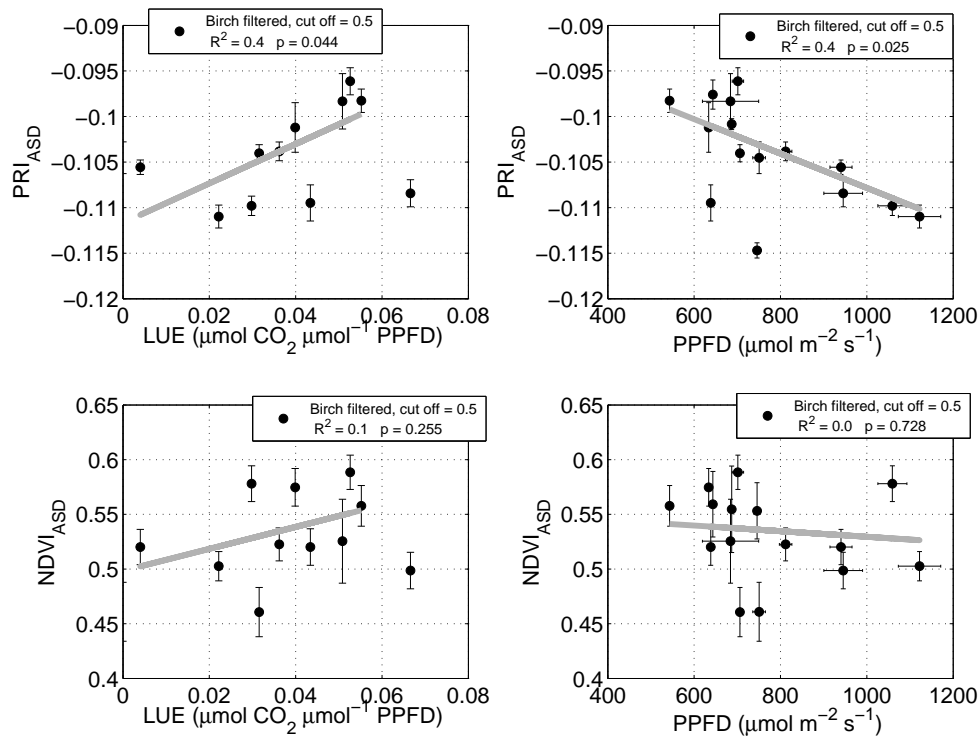 Birch filtered, cut off = 0.5
R² = 0.4 p = 0.044
−0.09
−0.095
−0.1
−0.105
−0.11
−0.115
−0.12
PRI_ASD
0 0.02 0.04 0.06 0.08
LUE (μmol CO₂ μmol⁻¹ PPFD)
Birch filtered, cut off = 0.5
R² = 0.4 p = 0.025
−0.09
−0.095
−0.1
−0.105
−0.11
−0.115
−0.12
PRI_ASD
400 600 800 1000 1200
PPFD (μmol m⁻² s⁻¹)
Birch filtered, cut off = 0.5
R² = 0.1 p = 0.255
0.65
0.6
0.55
0.5
0.45
0.4
NDVI_ASD
0 0.02 0.04 0.06 0.08
LUE (μmol CO₂ μmol⁻¹ PPFD)
Birch filtered, cut off = 0.5
R² = 0.0 p = 0.728
0.65
0.6
0.55
0.5
0.45
0.4
NDVI_ASD
400 600 800 1000 1200
PPFD (μmol m⁻² s⁻¹)